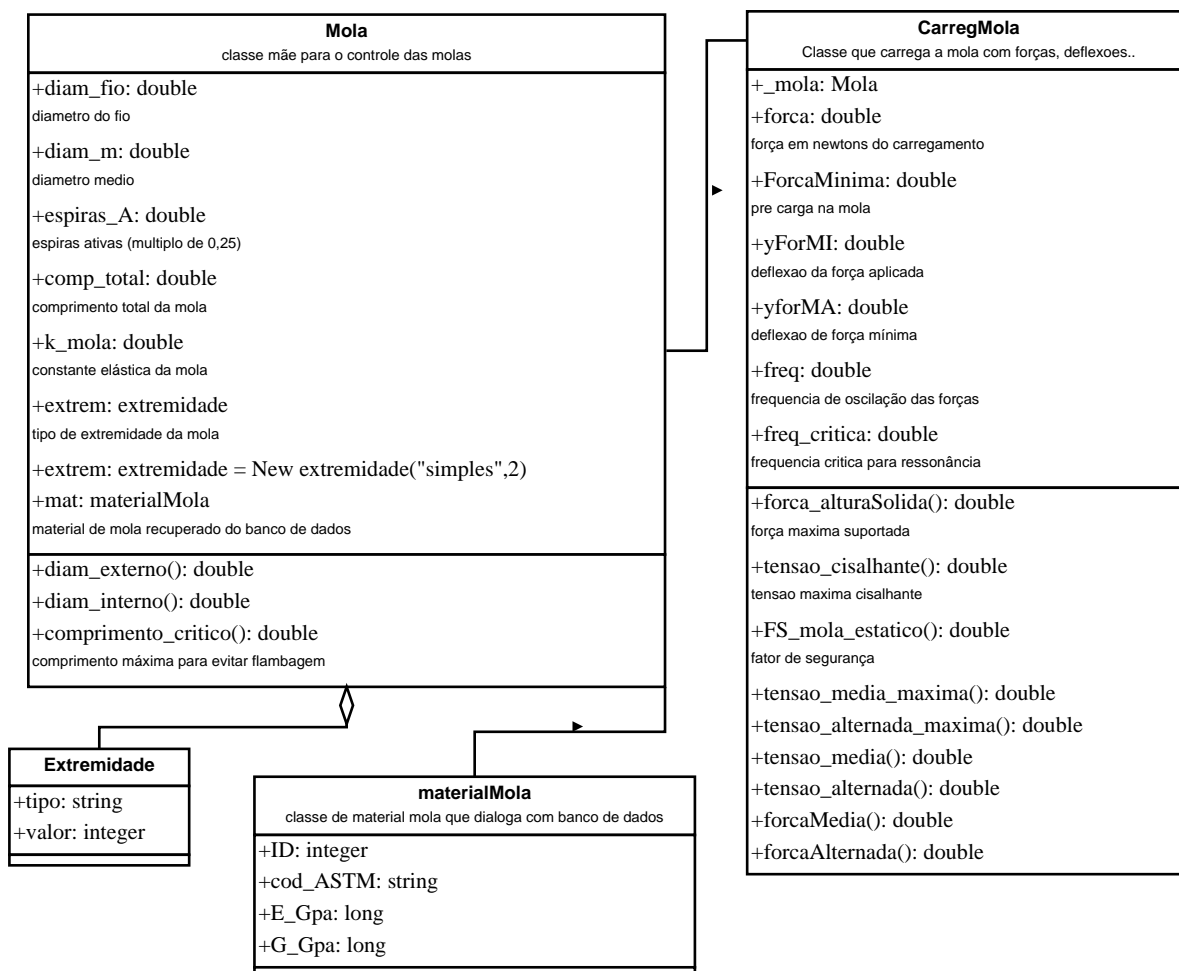 Mola
classe mãe para o controle das molas
+diam_fio: double
diametro do fio
+diam_m: double
diametro medio
+espiras_A: double
espiras ativas (multiplo de 0,25)
+comp_total: double
comprimento total da mola
+k_mola: double
constante elástica da mola
+extrem: extremidade
tipo de extremidade da mola
+extrem: extremidade = New extremidade("simples",2)
+mat: materialMola
material de mola recuperado do banco de dados
+diam_externo(): double
+diam_interno(): double
+comprimento_critico(): double
comprimento máxima para evitar flambagem
CarregMola
Classe que carrega a mola com forças, deflexoes..
+_mola: Mola
+forca: double
força em newtons do carregamento
+ForcaMinima: double
pre carga na mola
+yForMI: double
deflexao da força aplicada
+yforMA: double
deflexao de força mínima
+freq: double
frequencia de oscilação das forças
+freq_critica: double
frequencia critica para ressonância
+forca_alturaSolida(): double
força maxima suportada
+tensao_cisalhante(): double
tensao maxima cisalhante
+FS_mola_estatico(): double
fator de segurança
+tensao_media_maxima(): double
+tensao_alternada_maxima(): double
+tensao_media(): double
+tensao_alternada(): double
+forcaMedia(): double
+forcaAlternada(): double
Extremidade
+tipo: string
+valor: integer
materialMola
classe de material mola que dialoga com banco de dados
+ID: integer
+cod_ASTM: string
+E_Gpa: long
+G_Gpa: long